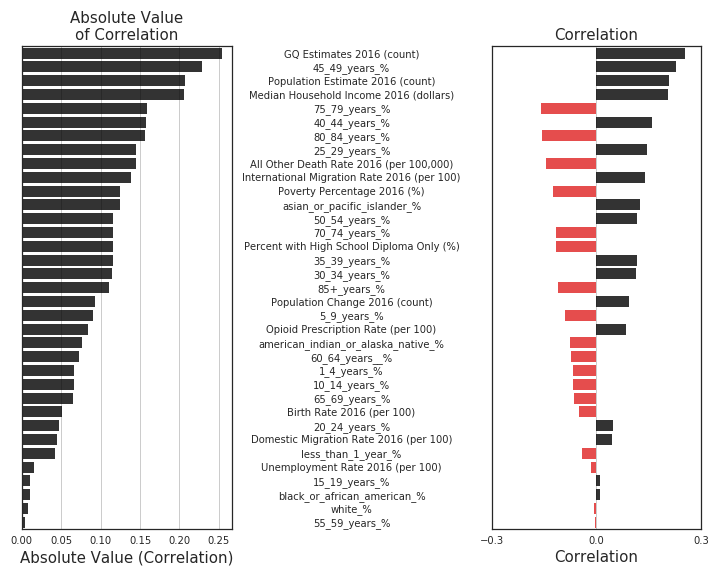 Absolute Value
of Correlation
Correlation
GQ Estimates 2016 (count)
45_49_years_%
Population Estimate 2016 (count)
Median Household Income 2016 (dollars)
75_79_years_%
40_44_years_%
80_84_years_%
25_29_years_%
All Other Death Rate 2016 (per 100,000)
International Migration Rate 2016 (per 100)
Poverty Percentage 2016 (%)
asian_or_pacific_islander_%
50_54_years_%
70_74_years_%
Percent with High School Diploma Only (%)
35_39_years_%
30_34_years_%
85+_years_%
Population Change 2016 (count)
5_9_years_%
Opioid Prescription Rate (per 100)
american_indian_or_alaska_native_%
60_64_years__%
1_4_years_%
10_14_years_%
65_69_years_%
Birth Rate 2016 (per 100)
20_24_years_%
Domestic Migration Rate 2016 (per 100)
less_than_1_year_%
Unemployment Rate 2016 (per 100)
15_19_years_%
black_or_african_american_%
white_%
55_59_years_%
0.00 0.05 0.10 0.15 0.20 0.25
−0.3 0.0 0.3
Absolute Value (Correlation)
Correlation